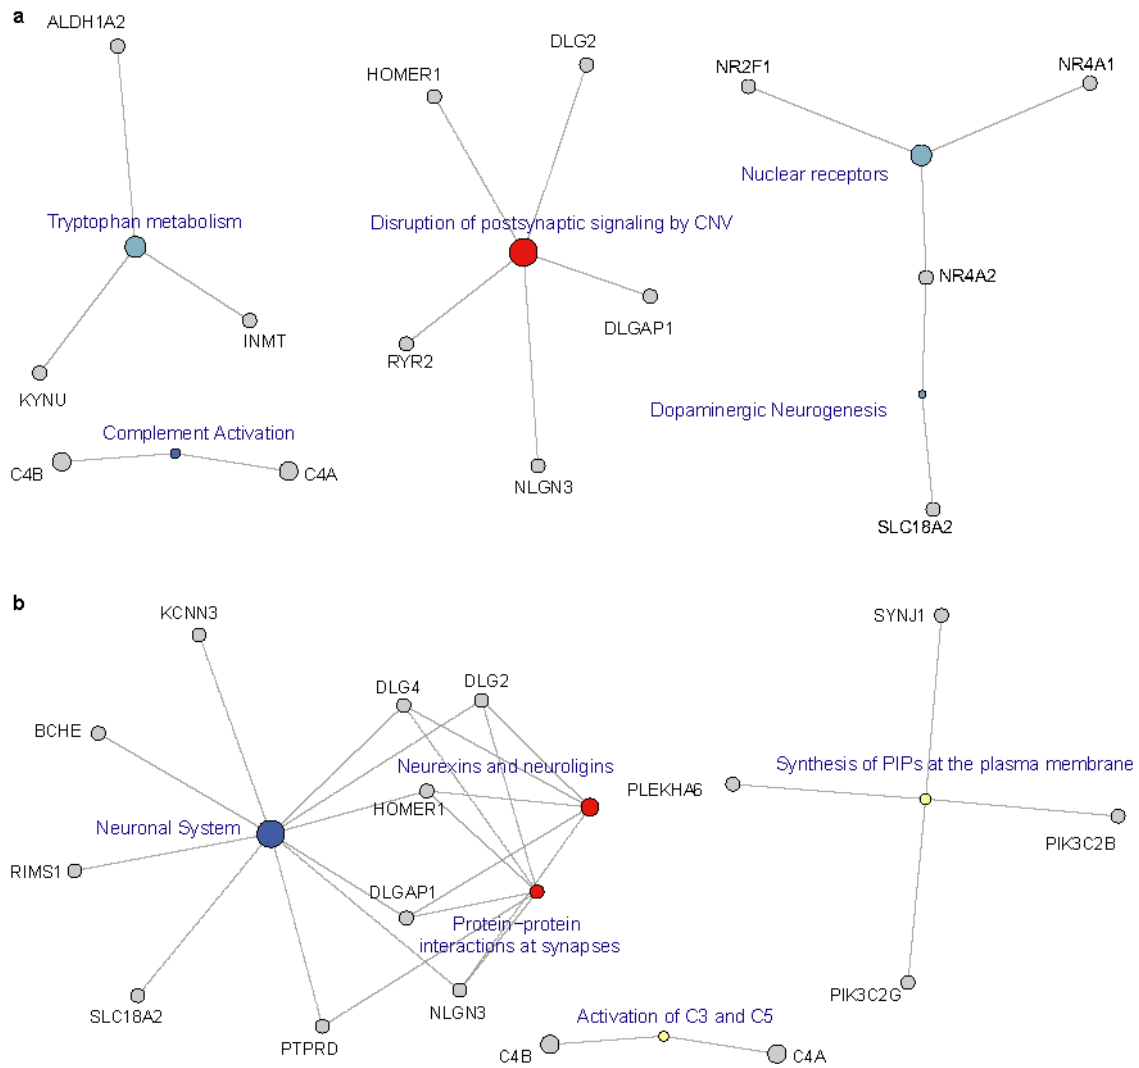 a
ALDH1A2
DLG2
HOMER1
NR2F1
NR4A1
Nuclear receptors
Tryptophan metabolism
Disruption of postsynaptic signaling by CNV
NR4A2
DLGAP1
INMT
RYR2
KYNU
Dopaminergic Neurogenesis
Complement Activation
C4B
C4A
NLGN3
SLC18A2
b
KCNN3
SYNJ1
DLG4
DLG2
BCHE
Neurexins and neuroligins
Synthesis of PIPs at the plasma membrane
PLEKHA6
HOMER1
Neuronal System
PIK3C2B
RIMS1
DLGAP1
Protein–protein
interactions at synapses
PIK3C2G
SLC18A2
NLGN3
Activation of C3 and C5
PTPRD
C4B
C4A